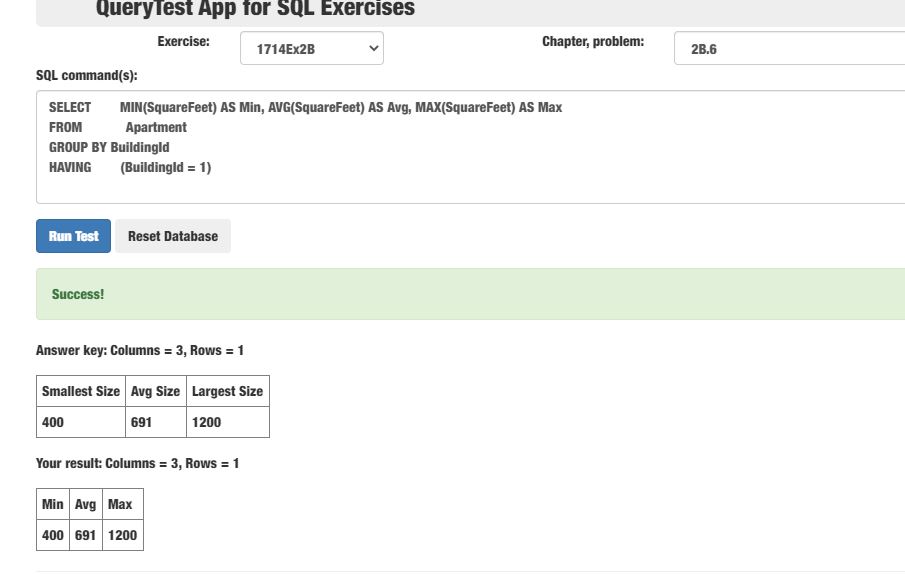 QueryTest App for SQL Exercises
Exercise: 1714Ex2B Chapter, problem: 2B.6
SQL command(s):
SELECT MIN(SquareFeet) AS Min, AVG(SquareFeet) AS Avg, MAX(SquareFeet) AS Max
FROM Apartment
GROUP BY BuildingId
HAVING (BuildingId = 1)
Run Test Reset Database
Success!
Answer key: Columns = 3, Rows = 1
Smallest Size Avg Size Largest Size
400 691 1200
Your result: Columns = 3, Rows = 1
Min Avg Max
400 691 1200